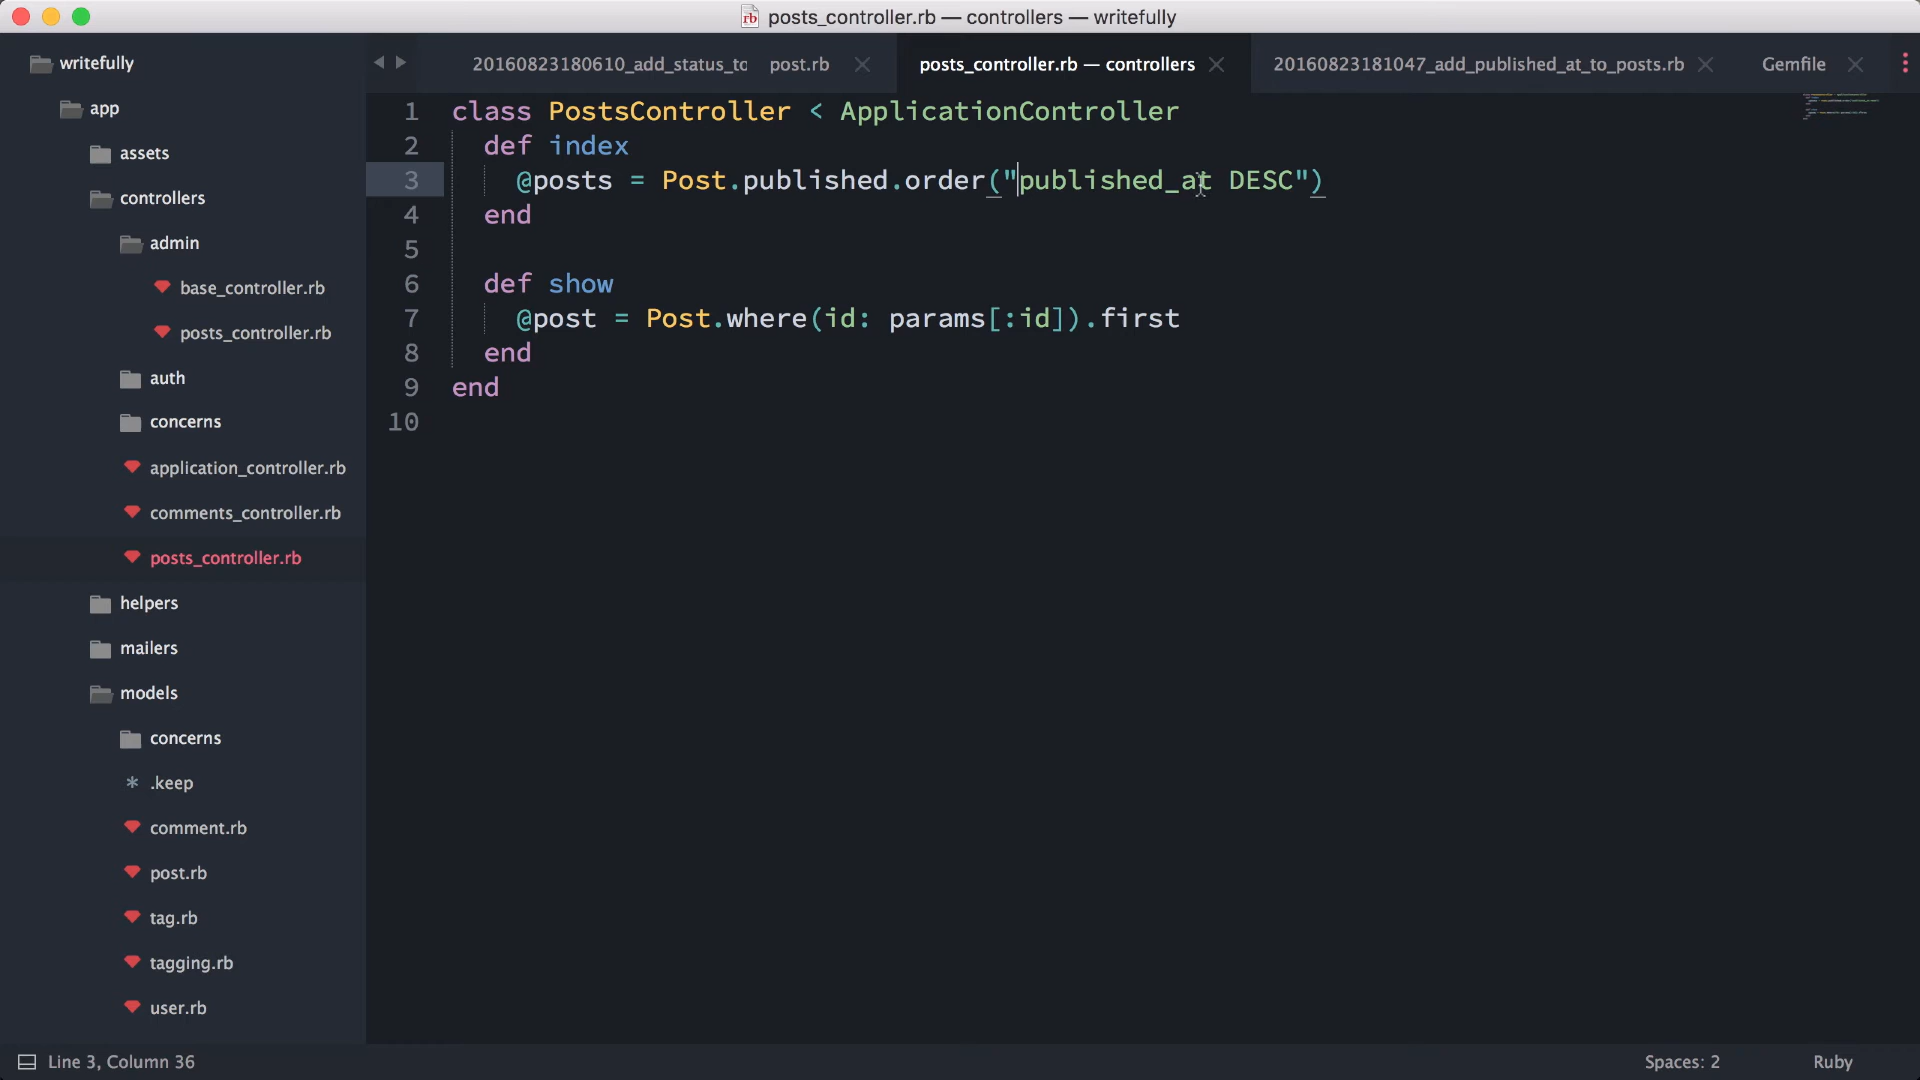 posts_controller.rb — controllers — writefully
writefully
app
assets
controllers
admin
base_controller.rb
posts_controller.rb
auth
concerns
application_controller.rb
comments_controller.rb
posts_controller.rb
helpers
mailers
models
concerns
.keep
comment.rb
post.rb
tag.rb
tagging.rb
user.rb
20160823180610_add_status_to post.rb posts_controller.rb — controllers 20160823181047_add_published_at_to_posts.rb Gemfile
1 class PostsController < ApplicationController
2 def index
3 @posts = Post.published.order("published_at DESC")
4 end
5
6 def show
7 @post = Post.where(id: params[:id]).first
8 end
9 end
10
Line 3, Column 36 Spaces: 2 Ruby